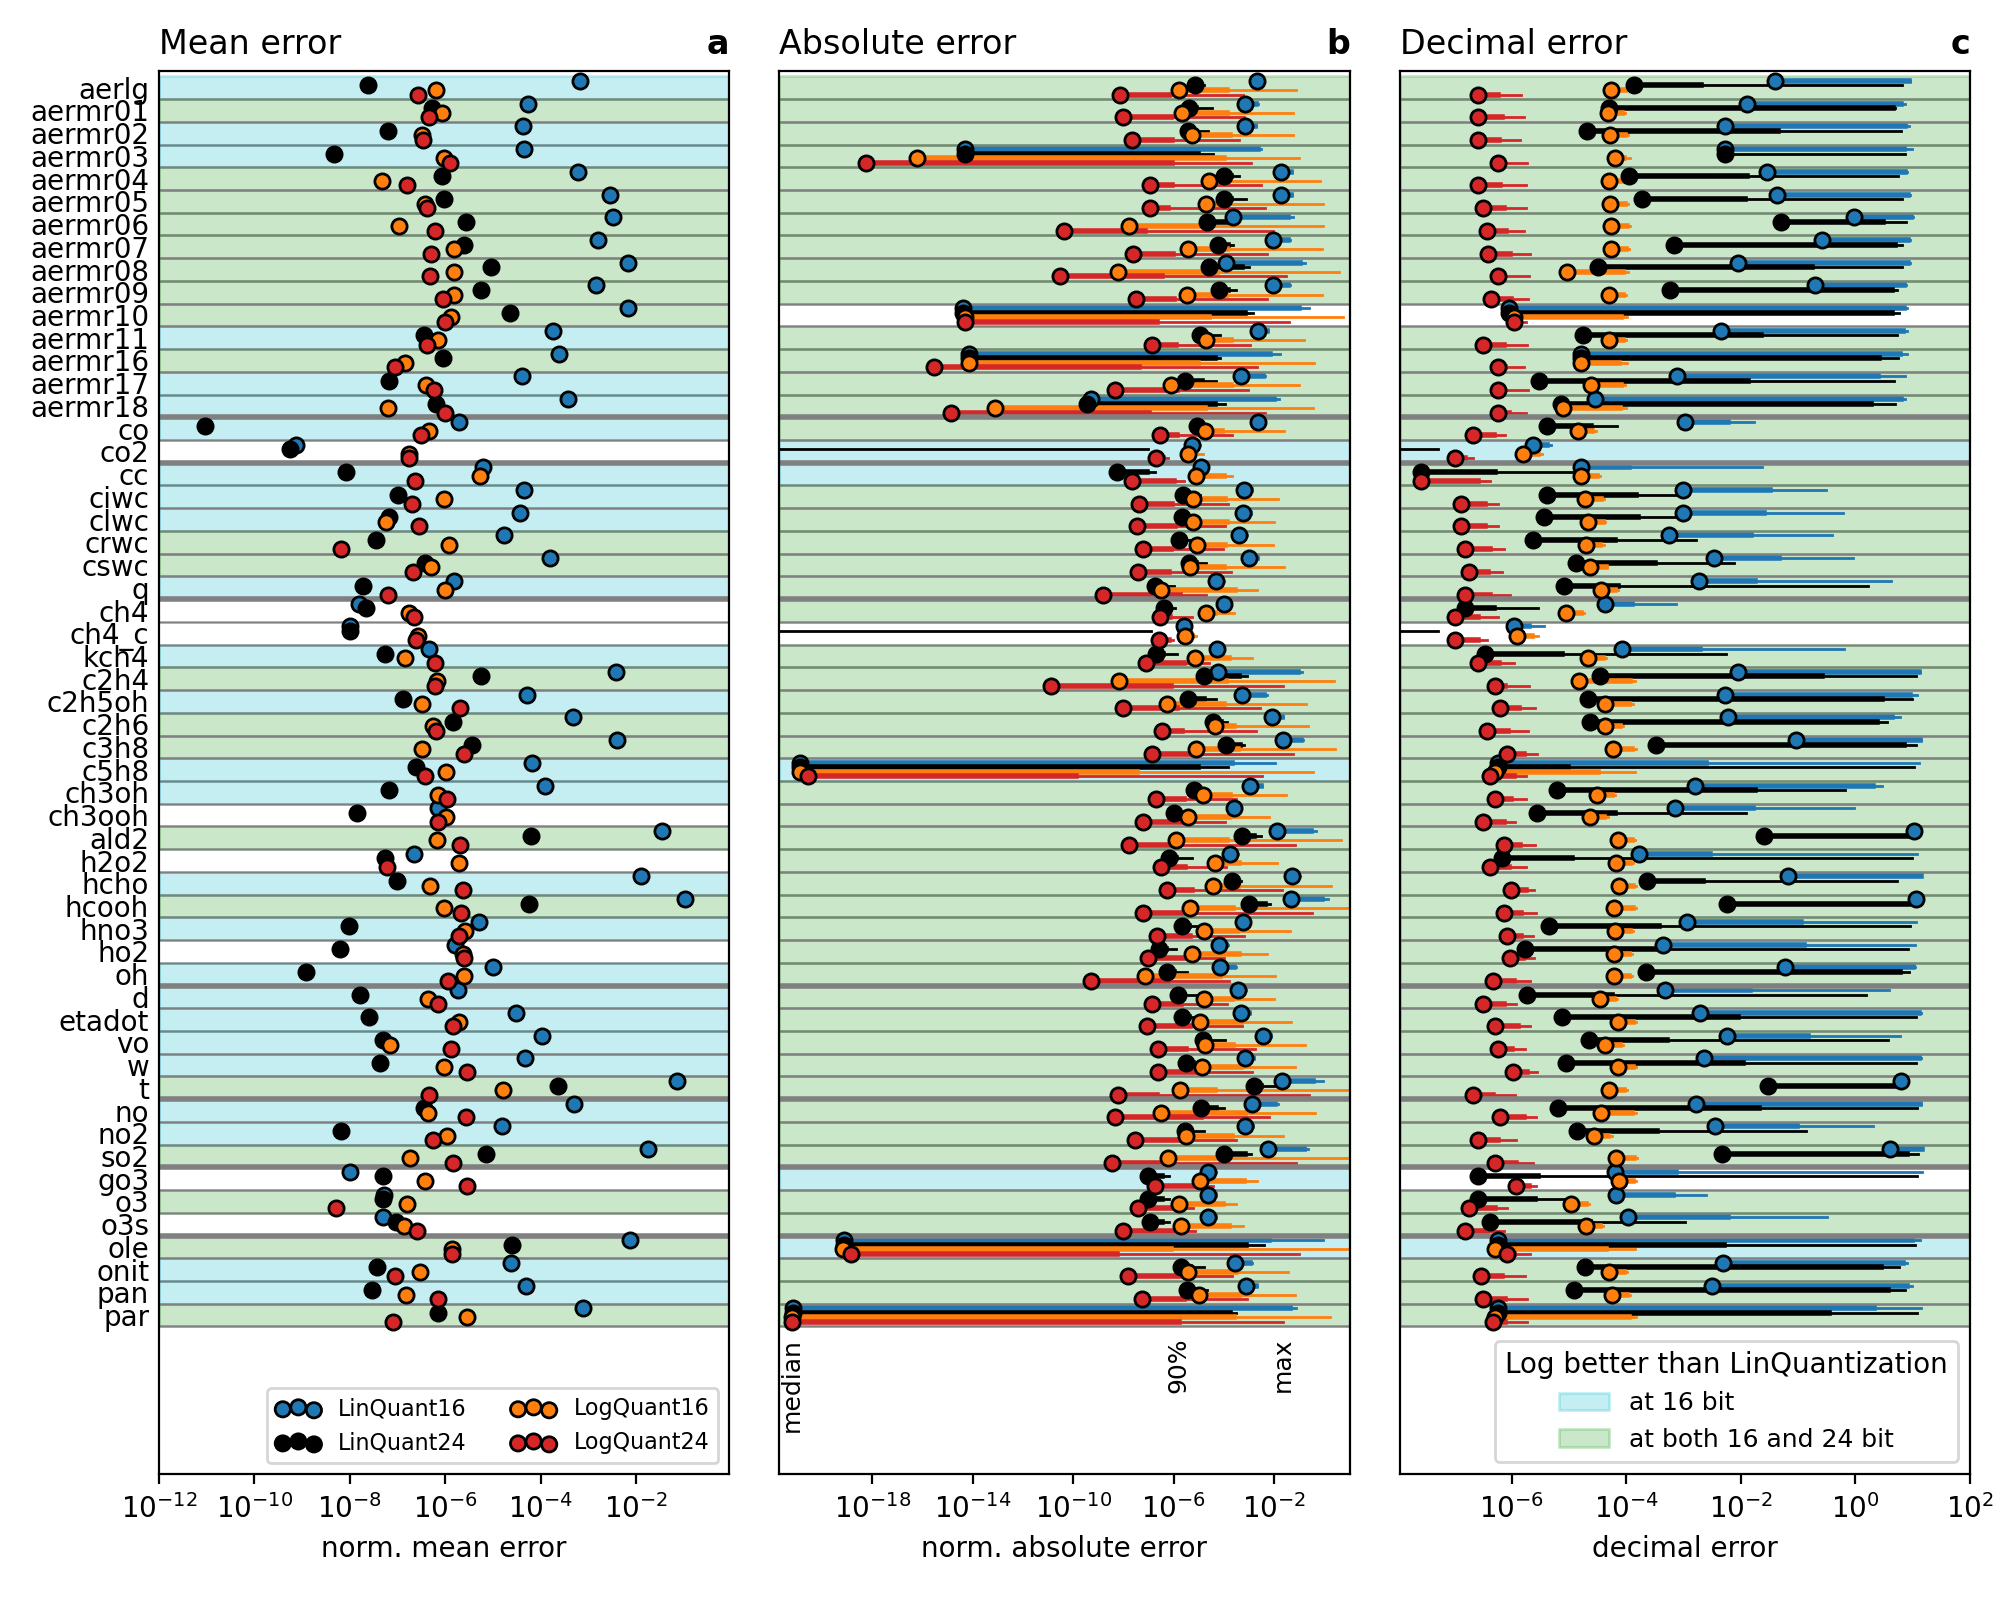 Mean error a
Absolute error b
Decimal error c
aerlg
aermr01
aermr02
aermr03
aermr04
aermr05
aermr06
aermr07
aermr08
aermr09
aermr10
aermr11
aermr16
aermr17
aermr18
co
co2
cc
ciwc
clwc
crwc
cswc
q
ch4
ch4_c
kch4
c2h4
c2h5oh
c2h6
c3h8
c5h8
ch3oh
ch3ooh
ald2
h2o2
hcho
hcooh
hno3
ho2
oh
d
etadot
vo
w
t
no
no2
so2
go3
o3
o3s
ole
onit
pan
par
LinQuant16 LogQuant16
LinQuant24 LogQuant24
median
90%
max
Log better than LinQuantization
at 16 bit
at both 16 and 24 bit
10⁻¹² 10⁻¹⁰ 10⁻⁸ 10⁻⁶ 10⁻⁴ 10⁻²
norm. mean error
10⁻¹⁸ 10⁻¹⁴ 10⁻¹⁰ 10⁻⁶ 10⁻²
norm. absolute error
10⁻⁶ 10⁻⁴ 10⁻² 10⁰ 10²
decimal error